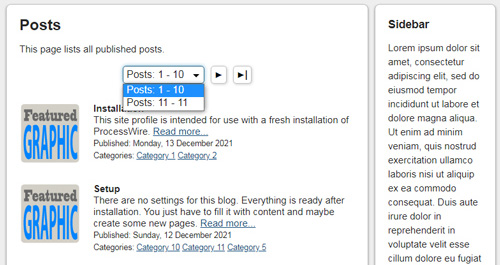 Posts
This page lists all published posts.
Posts: 1 - 10
Posts: 1 - 10
Posts: 11 - 11
Featured
GRAPHIC
Installa
This site profile is intended for use with a fresh installation of
ProcessWire. Read more...
Published: Monday, 13 December 2021
Categories: Category 1 Category 2
Featured
GRAPHIC
Setup
There are no settings for this blog. Everything is ready after
installation. You just have to fill it with content and maybe
create some new pages. Read more...
Published: Sunday, 12 December 2021
Categories: Category 10 Category 11 Category 5
Sidebar
Lorem ipsum dolor sit
amet, consectetur
adipiscing elit, sed do
eiusmod tempor
incididunt ut labore et
dolore magna aliqua.
Ut enim ad minim
veniam, quis nostrud
exercitation ullamco
laboris nisi ut aliquip
ex ea commodo
consequat. Duis aute
irure dolor in
reprehenderit in
voluptate velit esse
cillum dolore eu fugiat